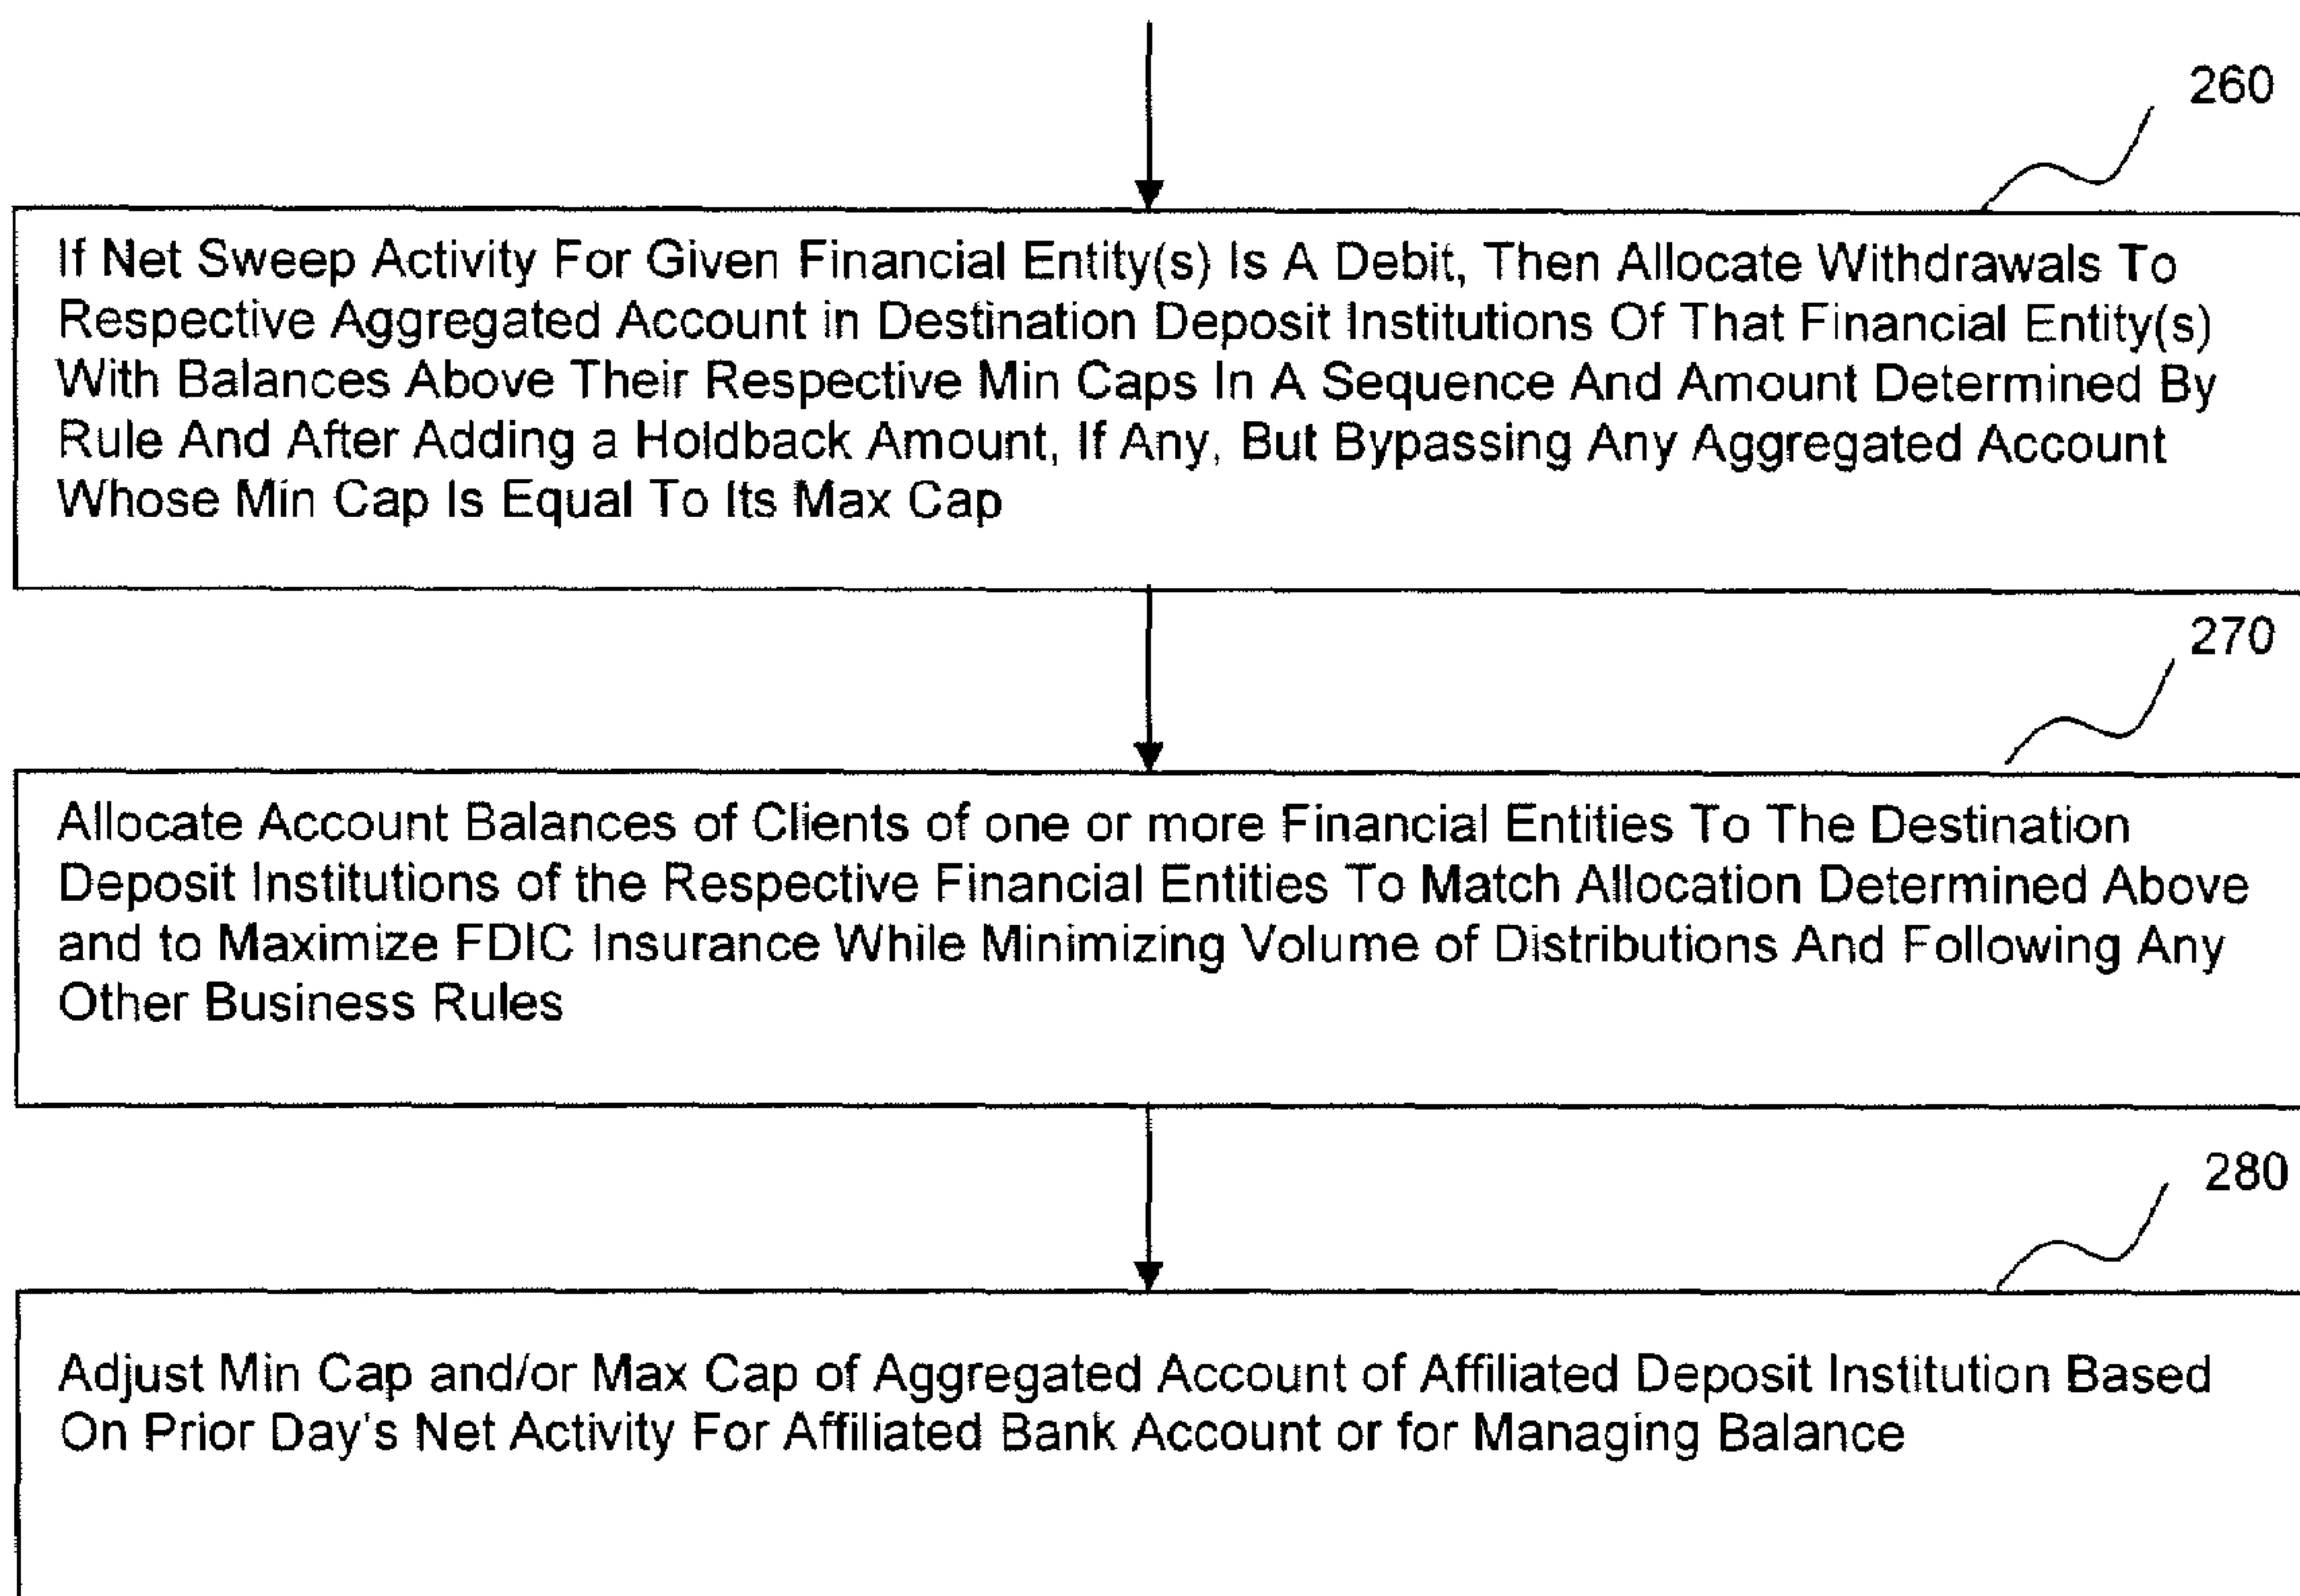 260
If Net Sweep Activity For Given Financial Entity(s) Is A Debit, Then Allocate Withdrawals To
Respective Aggregated Account in Destination Deposit Institutions Of That Financial Entity(s)
With Balances Above Their Respective Min Caps In A Sequence And Amount Determined By
Rule And After Adding a Holdback Amount, If Any, But Bypassing Any Aggregated Account
Whose Min Cap Is Equal To Its Max Cap
270
Allocate Account Balances of Clients of one or more Financial Entities To The Destination
Deposit Institutions of the Respective Financial Entities To Match Allocation Determined Above
and to Maximize FDIC Insurance While Minimizing Volume of Distributions And Following Any
Other Business Rules
280
Adjust Min Cap and/or Max Cap of Aggregated Account of Affiliated Deposit Institution Based
On Prior Day's Net Activity For Affiliated Bank Account or for Managing Balance